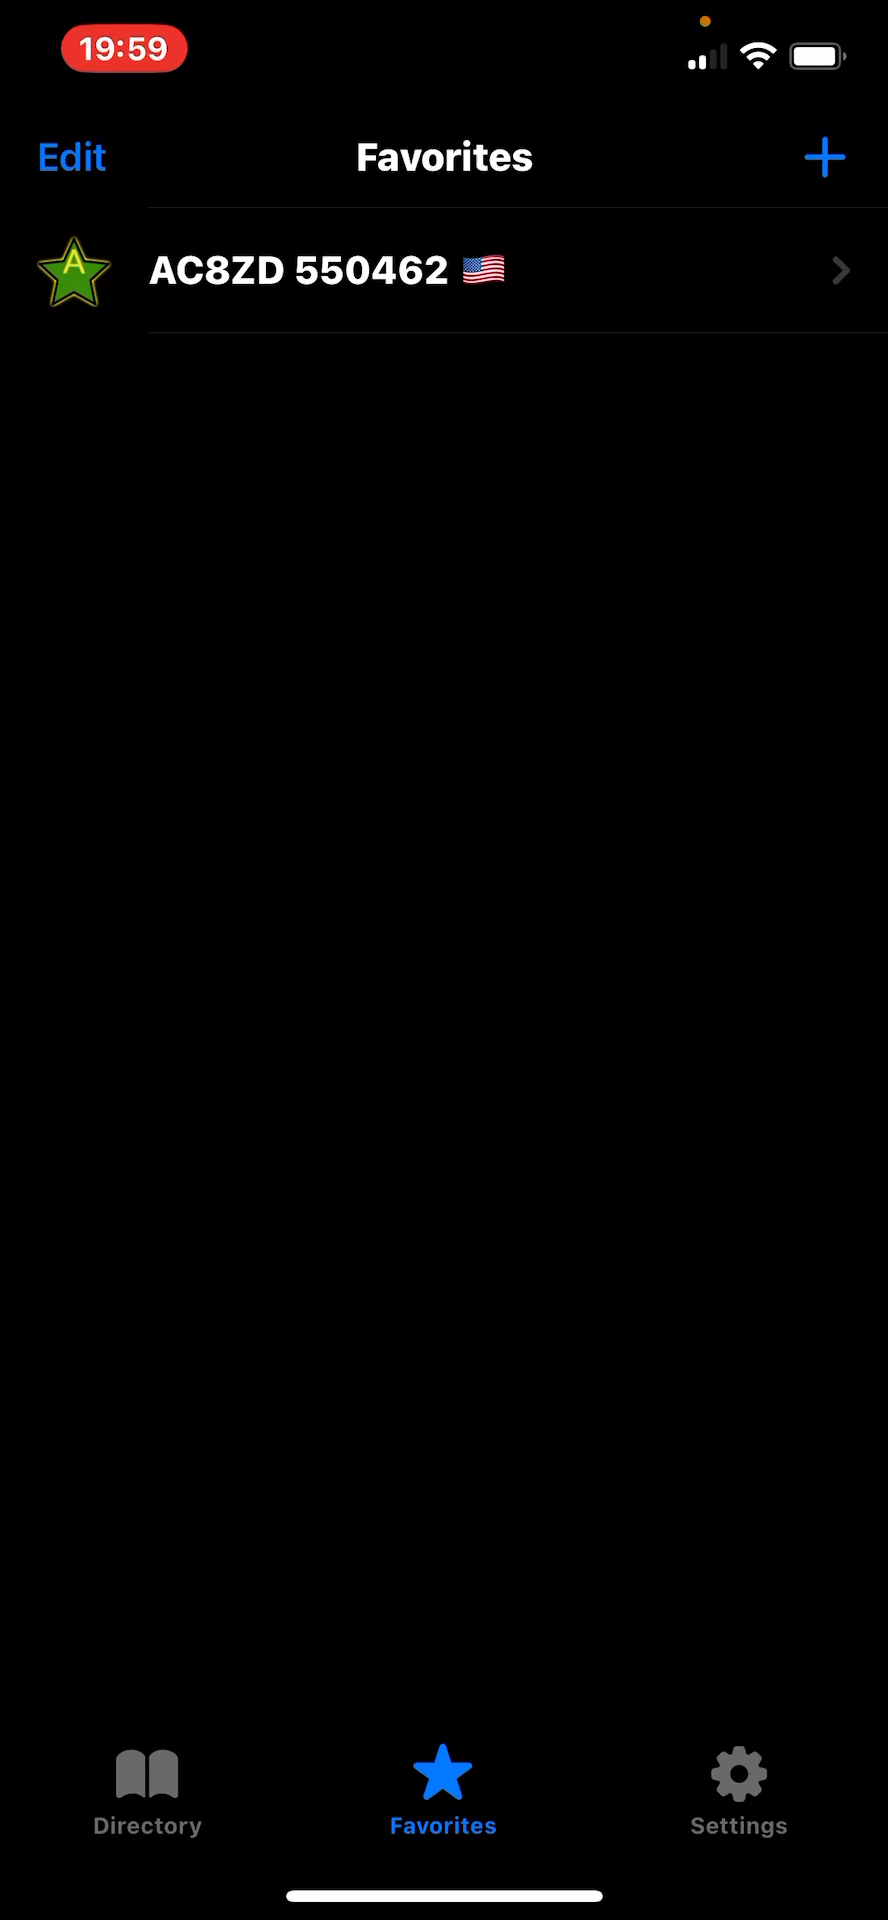 19:59
Edit
Favorites
A
AC8ZD 550462 🇺🇸
Directory
Favorites
Settings